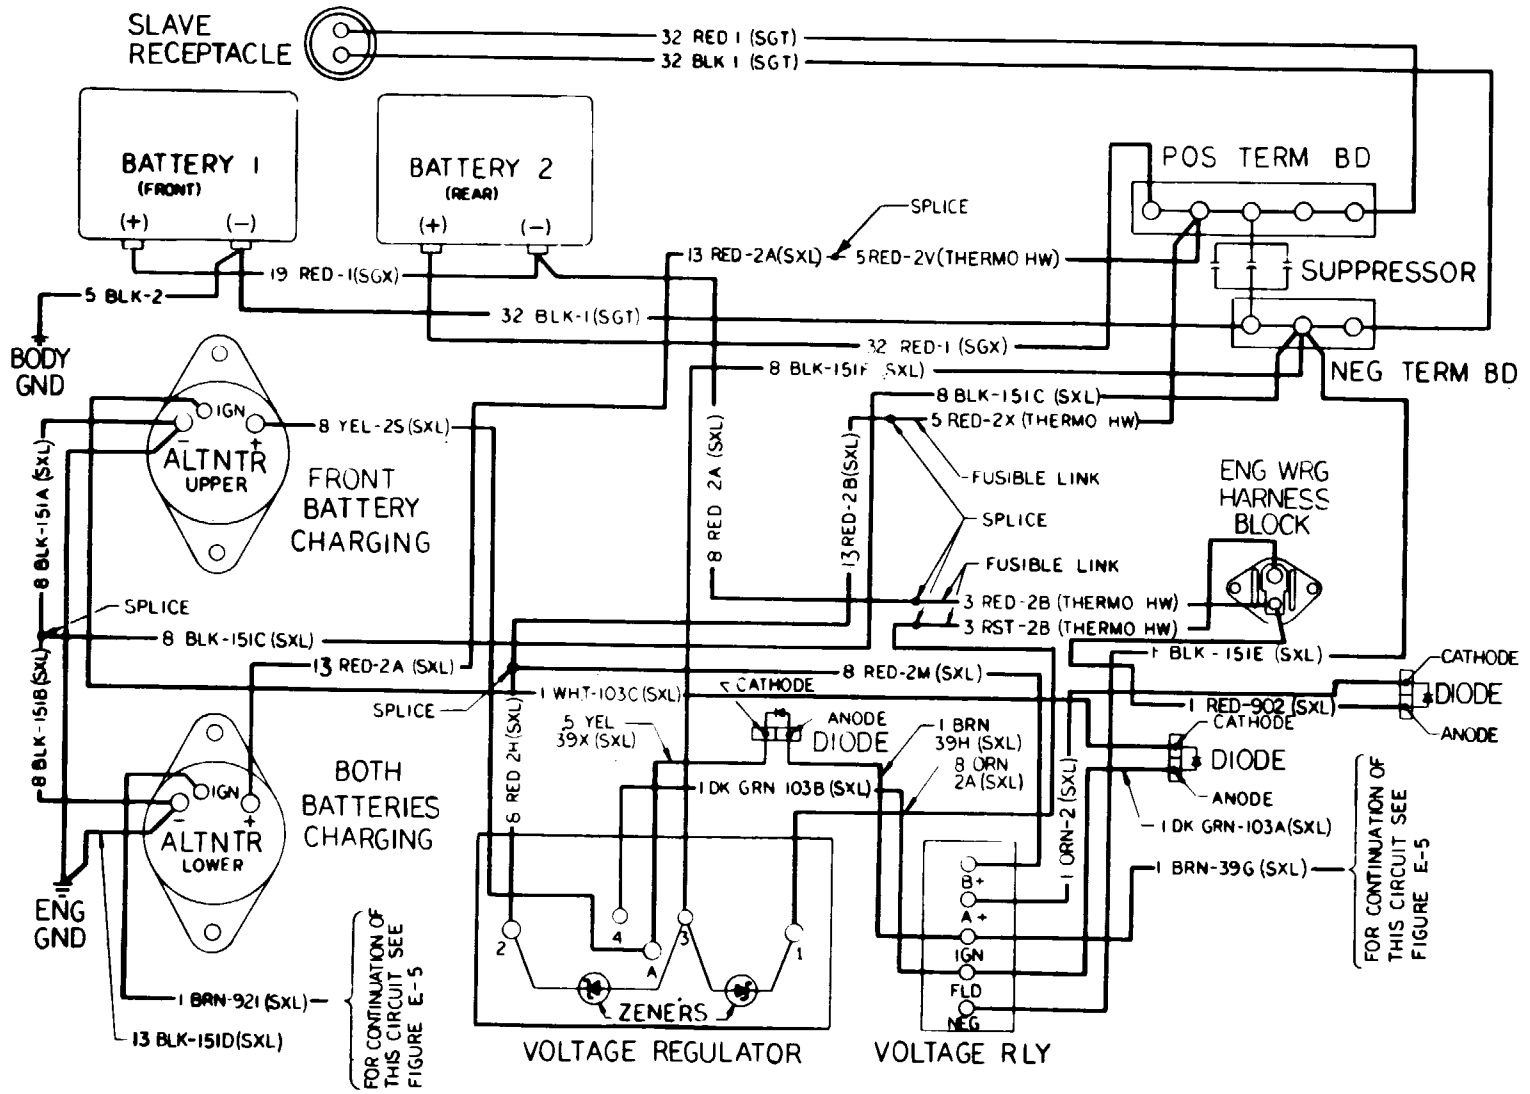 SLAVE
RECEPTACLE
32 RED 1 (SGT)
32 BLK 1 (SGT)
BATTERY 1
(FRONT)
(+) (−)
BATTERY 2
(REAR)
(+) (−)
POS TERM BD
SPLICE
13 RED-2A(SXL)
5RED-2V(THERMO HW)
SUPPRESSOR
19 RED-1(SGX)
5 BLK-2
32 BLK-1(SGT)
32 RED-1 (SGX)
BODY
GND
NEG TERM BD
8 BLK-151F (SXL)
8 BLK-151C (SXL)
5 RED-2X (THERMO HW)
IGN
− +
ALTNTR
UPPER
8 YEL-2S(SXL)
FRONT
BATTERY
CHARGING
8 BLK-151A (SXL)
8 RED 2A (SXL)
13RED-2B(SXL)
FUSIBLE LINK
SPLICE
FUSIBLE LINK
ENG WRG
HARNESS
BLOCK
3 RED-2B (THERMO HW)
3 RST-2B (THERMO HW)
SPLICE
8 BLK-151C(SXL)
1 BLK-151E (SXL)
13 RED-2A (SXL)
8 RED-2M (SXL)
CATHODE
DIODE
ANODE
1 WHT-103C(SXL)
CATHODE
SPLICE
1 RED-902 (SXL)
CATHODE
DIODE
ANODE
8 BLK-151B(SXL)
6 RED 2H(SXL)
5 YEL
39X (SXL)
ANODE
DIODE
1 BRN
39H (SXL)
8 ORN
2A(SXL)
1 DK GRN 103B (SXL)
1 ORN-2 (SXL)
1 DK GRN-103A(SXL)
BOTH
BATTERIES
CHARGING
IGN
− +
ALTNTR
LOWER
1 BRN-39G (SXL)
FOR CONTINUATION OF
THIS CIRCUIT SEE
FIGURE E-5
ENG
GND
B+
A+
IGN
FLD
NEG
2
4
A
3
1
ZENERS
1 BRN-921 (SXL)
13 BLK-151D(SXL)
FOR CONTINUATION OF
THIS CIRCUIT SEE
FIGURE E-5
VOLTAGE REGULATOR
VOLTAGE RLY